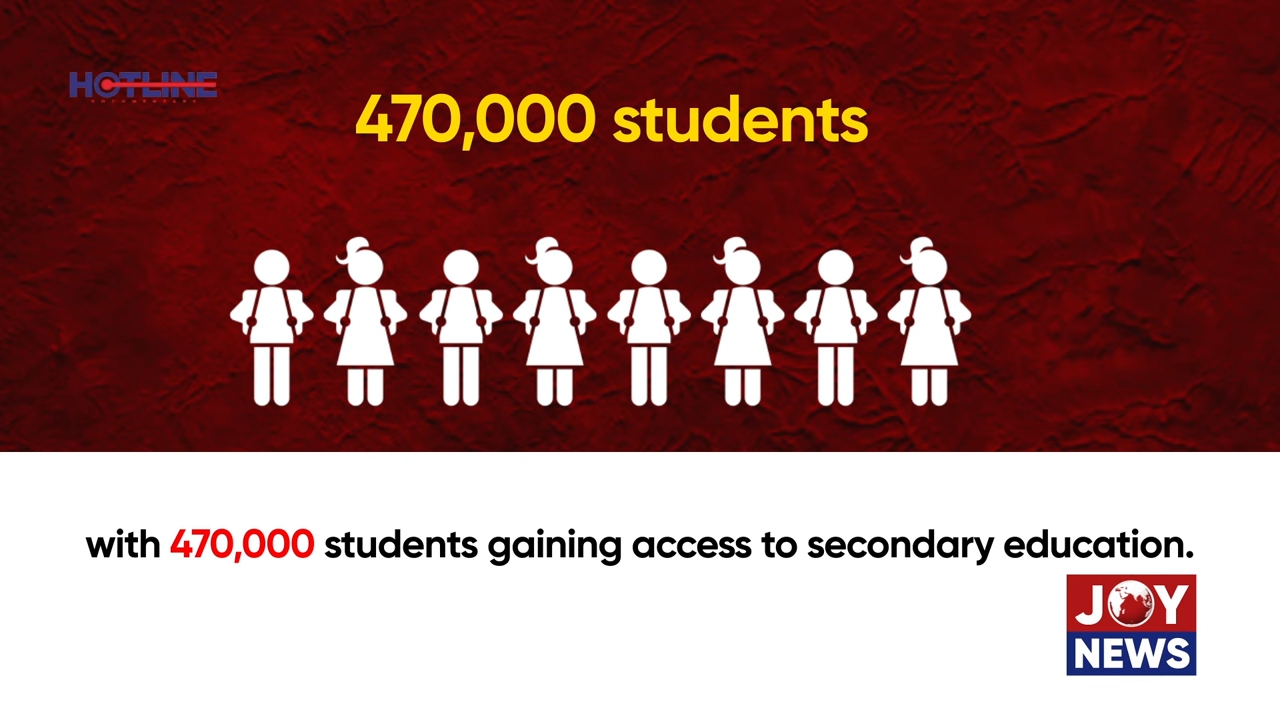 HOTLINE
470,000 students
with 470,000 students gaining access to secondary education.
JOY
NEWS